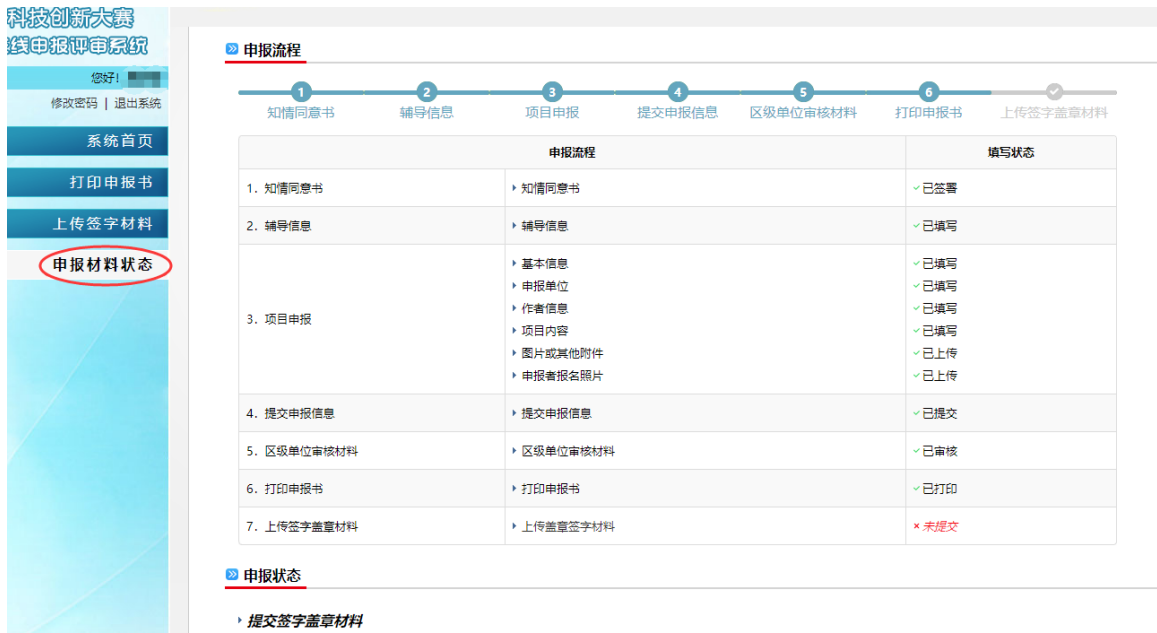 科技创新大赛
线申报评审系统
您好!
修改密码 | 退出系统
系统首页
打印申报书
上传签字材料
申报材料状态
申报流程
1 2 3 4 5 6
知情同意书 辅导信息 项目申报 提交申报信息 区级单位审核材料 打印申报书 上传签字盖章材料
申报流程 填写状态
1. 知情同意书 知情同意书 已签署
2. 辅导信息 辅导信息 已填写
3. 项目申报
基本信息 已填写
申报单位 已填写
作者信息 已填写
项目内容 已填写
图片或其他附件 已上传
申报者报名照片 已上传
4. 提交申报信息 提交申报信息 已提交
5. 区级单位审核材料 区级单位审核材料 已审核
6. 打印申报书 打印申报书 已打印
7. 上传签字盖章材料 上传盖章签字材料 未提交
申报状态
提交签字盖章材料